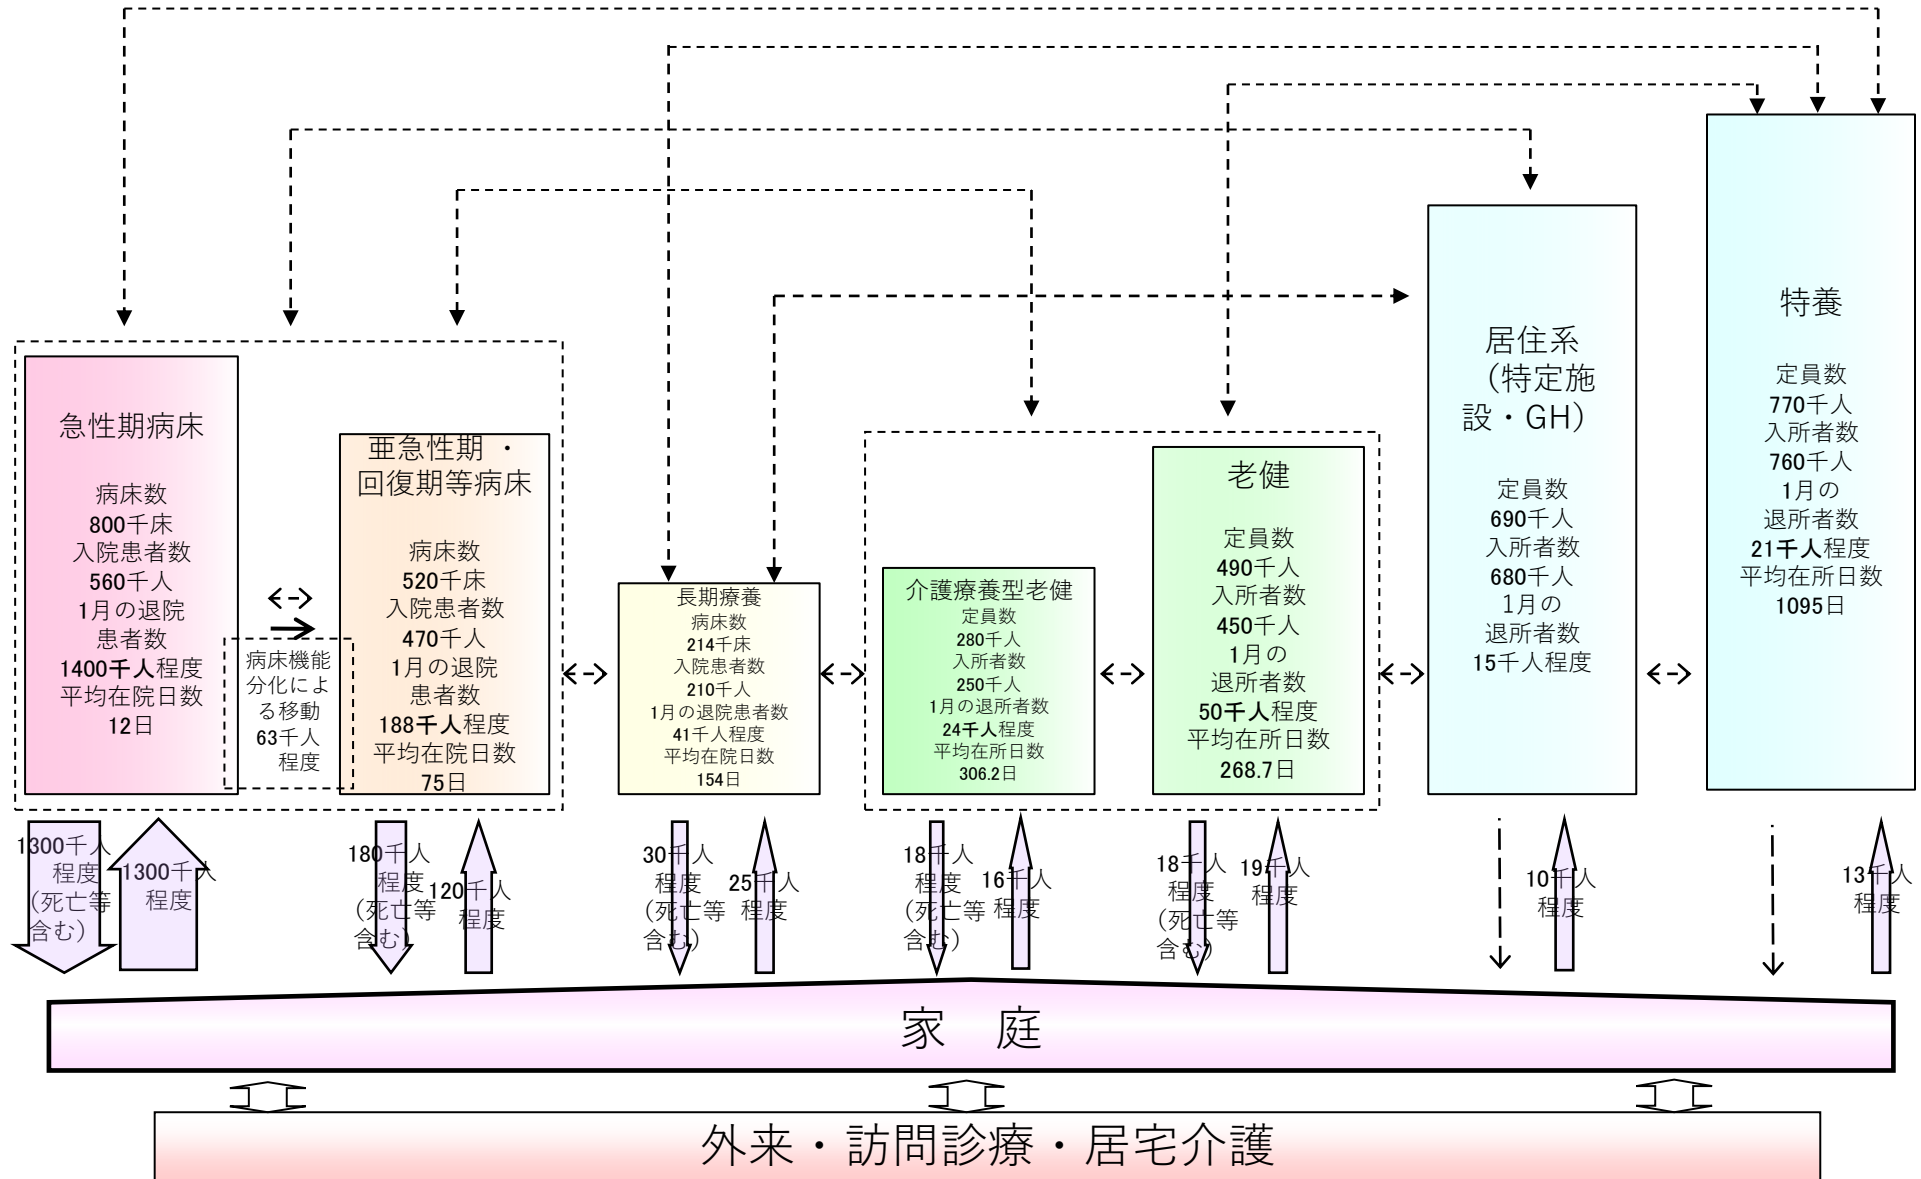 急性期病床
病床数
800千床
入院患者数
560千人
1月の退院
患者数
1400千人程度
平均在院日数
12日
病床機能
分化によ
る移動
63千人
程度
亜急性期・
回復期等病床
病床数
520千床
入院患者数
470千人
1月の退院
患者数
188千人程度
平均在院日数
75日
長期療養
病床数
214千床
入院患者数
210千人
1月の退院患者数
41千人程度
平均在院日数
154日
介護療養型老健
定員数
280千人
入所者数
250千人
1月の退所者数
24千人程度
平均在所日数
306.2日
老健
定員数
490千人
入所者数
450千人
1月の
退所者数
50千人程度
平均在所日数
268.7日
居住系
（特定施
設・GH）
定員数
690千人
入所者数
680千人
1月の
退所者数
15千人程度
特養
定員数
770千人
入所者数
760千人
1月の
退所者数
21千人程度
平均在所日数
1095日
1300千人
程度
（死亡等
含む）
1300千人
程度
180千人
程度
（死亡等
含む）
120千人
程度
30千人
程度
（死亡等
含む）
25千人
程度
18千人
程度
（死亡等
含む）
16千人
程度
18千人
程度
（死亡等
含む）
19千人
程度
10千人
程度
13千人
程度
家 庭
外来・訪問診療・居宅介護